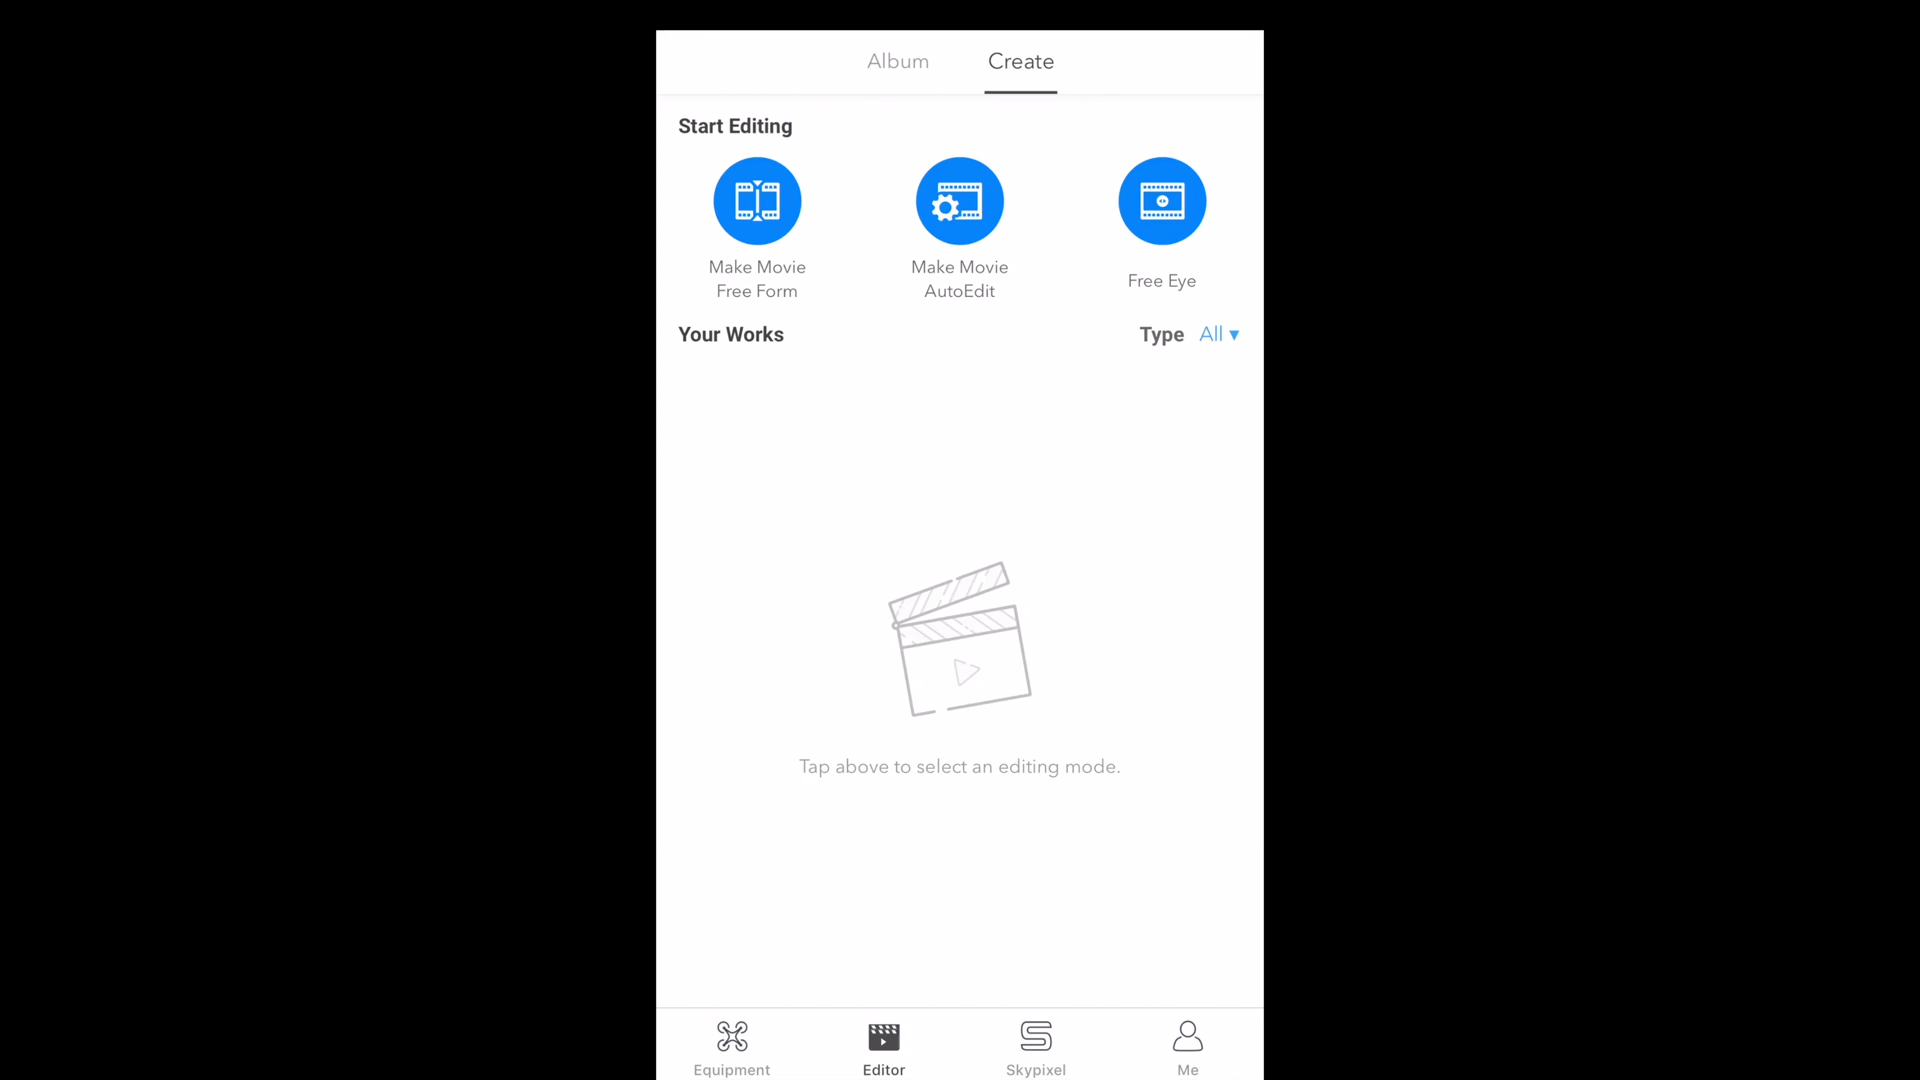 Album Create
Start Editing
Make Movie
Free Form
Make Movie
AutoEdit
Free Eye
Your Works
Type All ▾
Tap above to select an editing mode.
Equipment Editor Skypixel Me